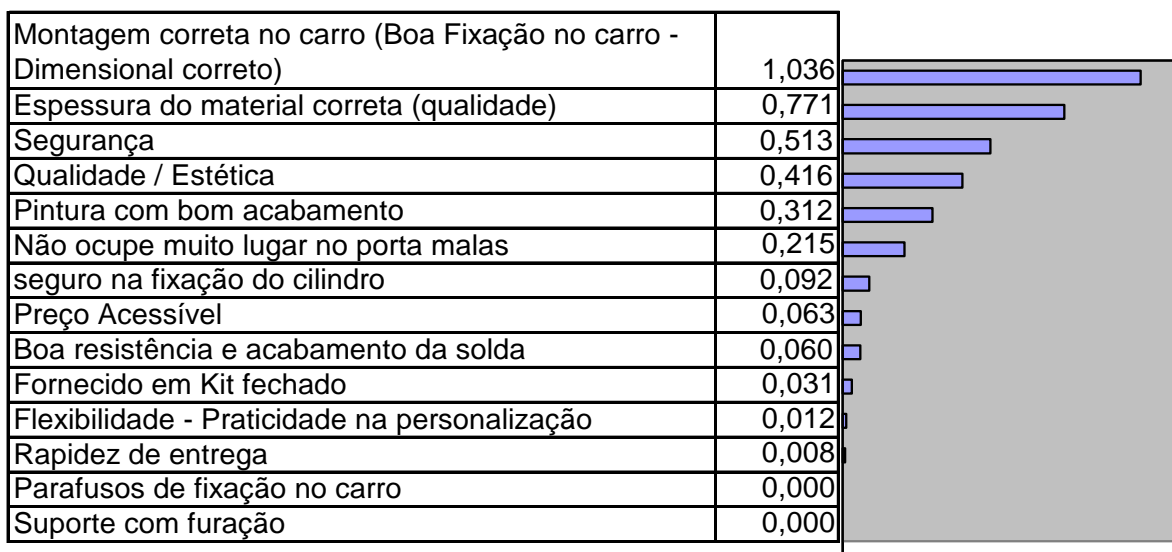 Montagem correta no carro (Boa Fixação no carro -
Dimensional correto) 1,036
Espessura do material correta (qualidade) 0,771
Segurança 0,513
Qualidade / Estética 0,416
Pintura com bom acabamento 0,312
Não ocupe muito lugar no porta malas 0,215
seguro na fixação do cilindro 0,092
Preço Acessível 0,063
Boa resistência e acabamento da solda 0,060
Fornecido em Kit fechado 0,031
Flexibilidade - Praticidade na personalização 0,012
Rapidez de entrega 0,008
Parafusos de fixação no carro 0,000
Suporte com furação 0,000